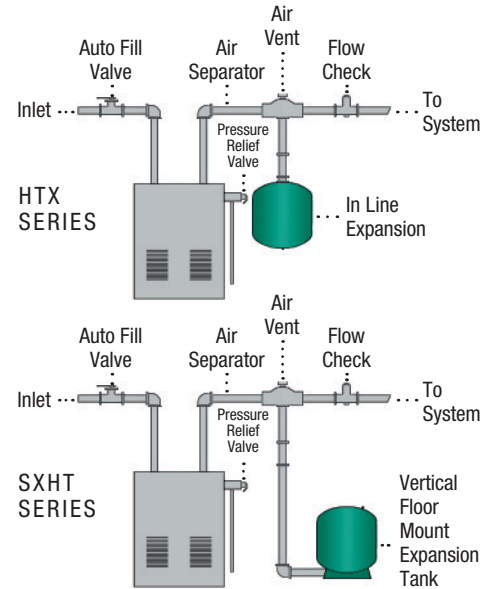 Air
Vent
Auto Fill
Valve
Air
Separator
Flow
Check
Inlet
To
System
Pressure
Relief
Valve
HTX
SERIES
In Line
Expansion
Air
Vent
Auto Fill
Valve
Air
Separator
Flow
Check
Inlet
To
System
Pressure
Relief
Valve
SXHT
SERIES
Vertical
Floor
Mount
Expansion
Tank